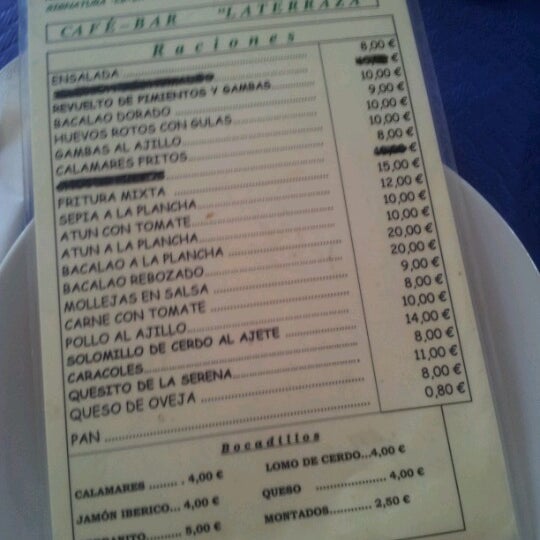 CAFÉ-BAR "LATERRAZA
Raciones
ENSALADA 8,00 €
€
REVUELTO DE PIMIENTOS Y GAMBAS 10,00 €
BACALAO DORADO 9,00 €
HUEVOS ROTOS CON GULAS 10,00 €
GAMBAS AL AJILLO 10,00 €
CALAMARES FRITOS 8,00 €
€
FRITURA MIXTA 15,00 €
SEPIA A LA PLANCHA 12,00 €
ATUN CON TOMATE 10,00 €
ATUN A LA PLANCHA 10,00 €
BACALAO A LA PLANCHA 20,00 €
BACALAO REBOZADO 20,00 €
MOLLEJAS EN SALSA 9,00 €
CARNE CON TOMATE 8,00 €
POLLO AL AJILLO 10,00 €
SOLOMILLO DE CERDO AL AJETE 14,00 €
CARACOLES 8,00 €
QUESITO DE LA SERENA 11,00 €
QUESO DE OVEJA 8,00 €
PAN 0,80 €
Bocadillos
CALAMARES ........ . 4,00 €
JAMÓN IBERICO... 4,00 €
5,00 €
LOMO DE CERDO...4,00 €
QUESO .................. 4,00 €
MONTADOS.......... 2,50 €